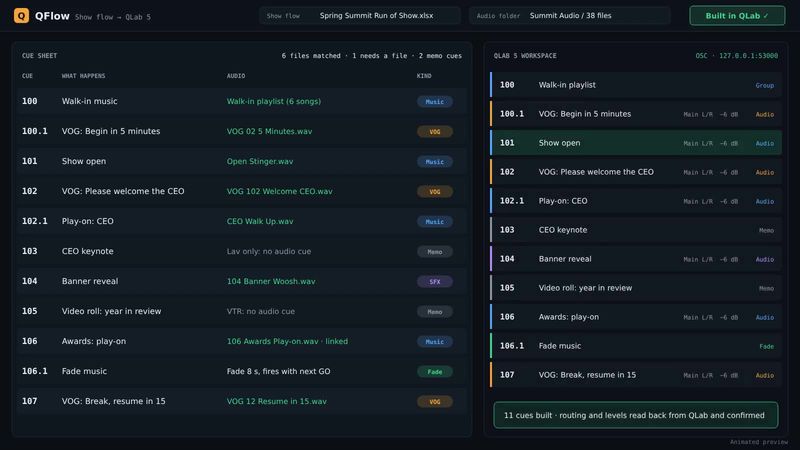 Q QFlow Show flow → QLab 5 Show flow Spring Summit Run of Show.xlsx Audio folder Summit Audio / 38 files Built in QLab ✓
CUE SHEET 6 files matched · 1 needs a file · 2 memo cues
CUE WHAT HAPPENS AUDIO KIND
100 Walk-in music Walk-in playlist (6 songs) Music
100.1 VOG: Begin in 5 minutes VOG 02 5 Minutes.wav VOG
101 Show open Open Stinger.wav Music
102 VOG: Please welcome the CEO VOG 102 Welcome CEO.wav VOG
102.1 Play-on: CEO CEO Walk Up.wav Music
103 CEO keynote Lav only: no audio cue Memo
104 Banner reveal 104 Banner Woosh.wav SFX
105 Video roll: year in review VTR: no audio cue Memo
106 Awards: play-on 106 Awards Play-on.wav · linked Music
106.1 Fade music Fade 8 s, fires with next GO Fade
107 VOG: Break, resume in 15 VOG 12 Resume in 15.wav VOG
QLAB 5 WORKSPACE OSC · 127.0.0.1:53000
100 Walk-in playlist Group
100.1 VOG: Begin in 5 minutes Main L/R −6 dB Audio
101 Show open Main L/R −6 dB Audio
102 VOG: Please welcome the CEO Main L/R −6 dB Audio
102.1 Play-on: CEO Main L/R −6 dB Audio
103 CEO keynote Memo
104 Banner reveal Main L/R −6 dB Audio
105 Video roll: year in review Memo
106 Awards: play-on Main L/R −6 dB Audio
106.1 Fade music Fade
107 VOG: Break, resume in 15 Main L/R −6 dB Audio
11 cues built · routing and levels read back from QLab and confirmed
Animated preview